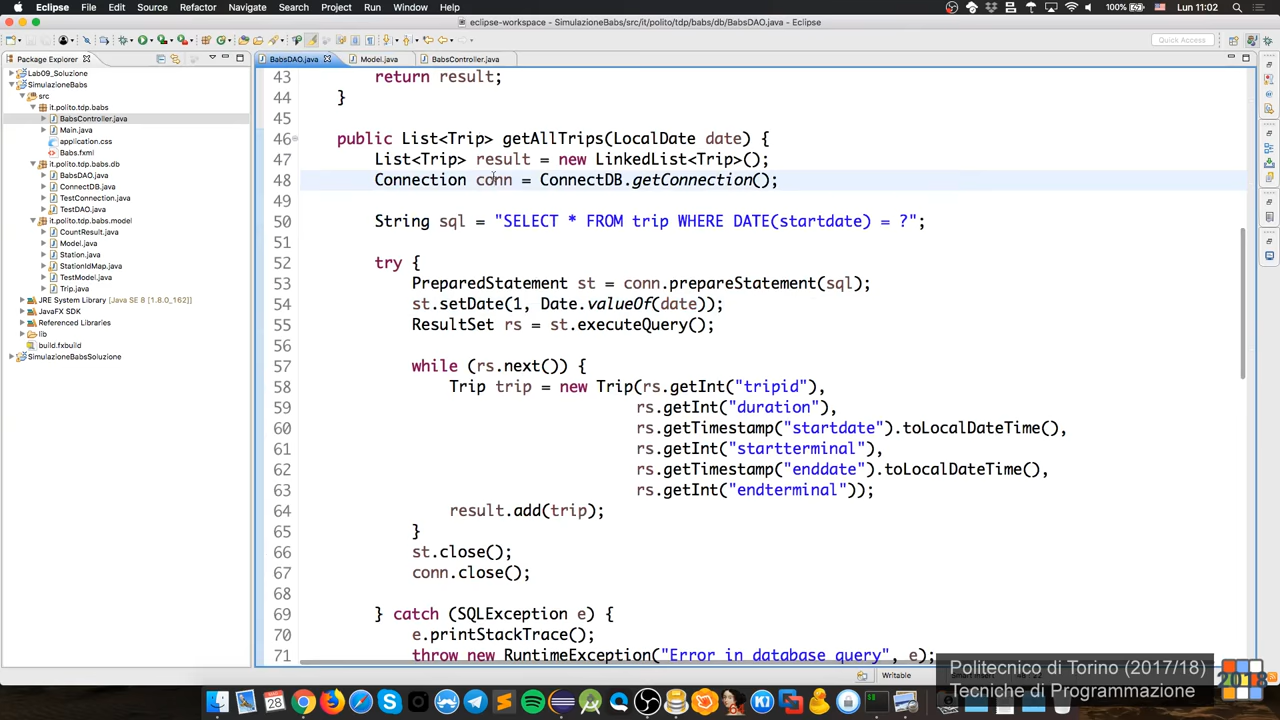 Eclipse File Edit Source Refactor Navigate Search Project Run Window Help 100% Lun 11:02
eclipse-workspace - SimulazioneBabs/src/it/polito/tdp/babs/db/BabsDAO.java - Eclipse
Quick Access
Package Explorer
BabsDAO.java Model.java BabsController.java
Lab09_Soluzione
SimulazioneBabs
src
it.polito.tdp.babs
BabsController.java
Main.java
application.css
Babs.fxml
it.polito.tdp.babs.db
BabsDAO.java
ConnectDB.java
TestConnection.java
TestDAO.java
it.polito.tdp.babs.model
CountResult.java
Model.java
Station.java
StationIdMap.java
TestModel.java
Trip.java
JRE System Library [Java SE 8 [1.8.0_162]]
JavaFX SDK
Referenced Libraries
lib
build.fxbuild
SimulazioneBabsSoluzione
43 return result;
44 }
45
46 public List<Trip> getAllTrips(LocalDate date) {
47 List<Trip> result = new LinkedList<Trip>();
48 Connection conn = ConnectDB.getConnection();
49
50 String sql = "SELECT * FROM trip WHERE DATE(startdate) = ?";
51
52 try {
53 PreparedStatement st = conn.prepareStatement(sql);
54 st.setDate(1, Date.valueOf(date));
55 ResultSet rs = st.executeQuery();
56
57 while (rs.next()) {
58 Trip trip = new Trip(rs.getInt("tripid"),
59 rs.getInt("duration"),
60 rs.getTimestamp("startdate").toLocalDateTime(),
61 rs.getInt("startterminal"),
62 rs.getTimestamp("enddate").toLocalDateTime(),
63 rs.getInt("endterminal"));
64 result.add(trip);
65 }
66 st.close();
67 conn.close();
68
69 } catch (SQLException e) {
70 e.printStackTrace();
71 throw new RuntimeException("Error in database query", e);
Writable
Politecnico di Torino (2017/18)
Tecniche di Programmazione
2018